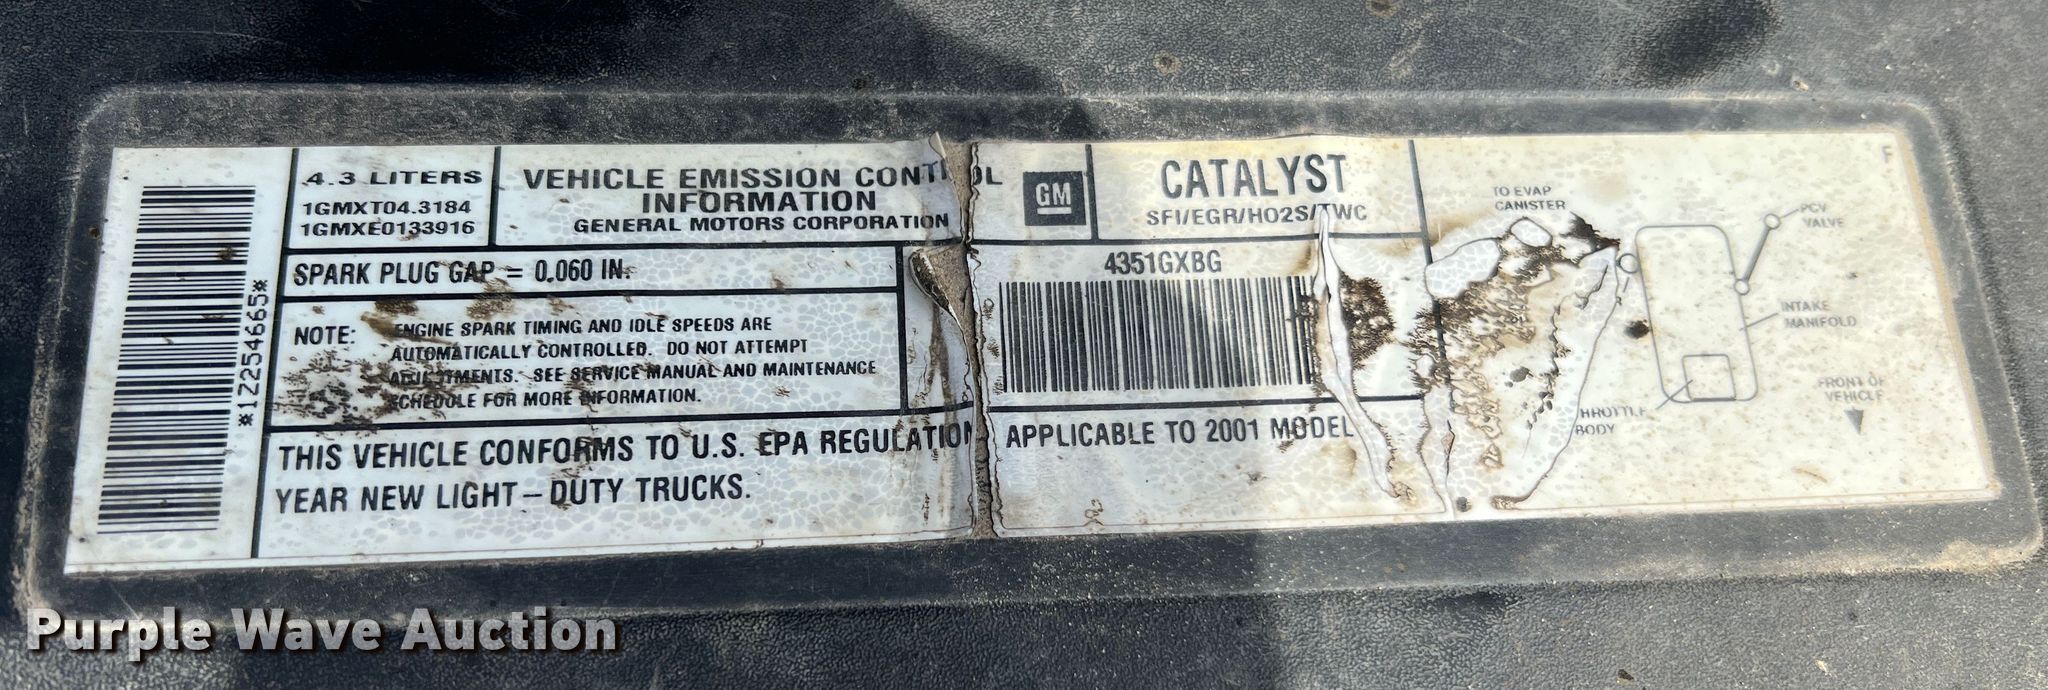 *1Z254665*
4.3 LITERS
1GMXT04.3184
1GMXE0133916
VEHICLE EMISSION CONTROL
INFORMATION
GENERAL MOTORS CORPORATION
GM
CATALYST
SFI/EGR/HO2S/TWC
SPARK PLUG GAP = 0.060 IN.
NOTE: ENGINE SPARK TIMING AND IDLE SPEEDS ARE
AUTOMATICALLY CONTROLLED. DO NOT ATTEMPT
ADJUSTMENTS. SEE SERVICE MANUAL AND MAINTENANCE
SCHEDULE FOR MORE INFORMATION.
4351GXBG
THIS VEHICLE CONFORMS TO U.S. EPA REGULATION APPLICABLE TO 2001 MODEL
YEAR NEW LIGHT-DUTY TRUCKS.
F
TO EVAP
CANISTER
PCV
VALVE
INTAKE
MANIFOLD
THROTTLE
BODY
FRONT OF
VEHICLE
Purple Wave Auction